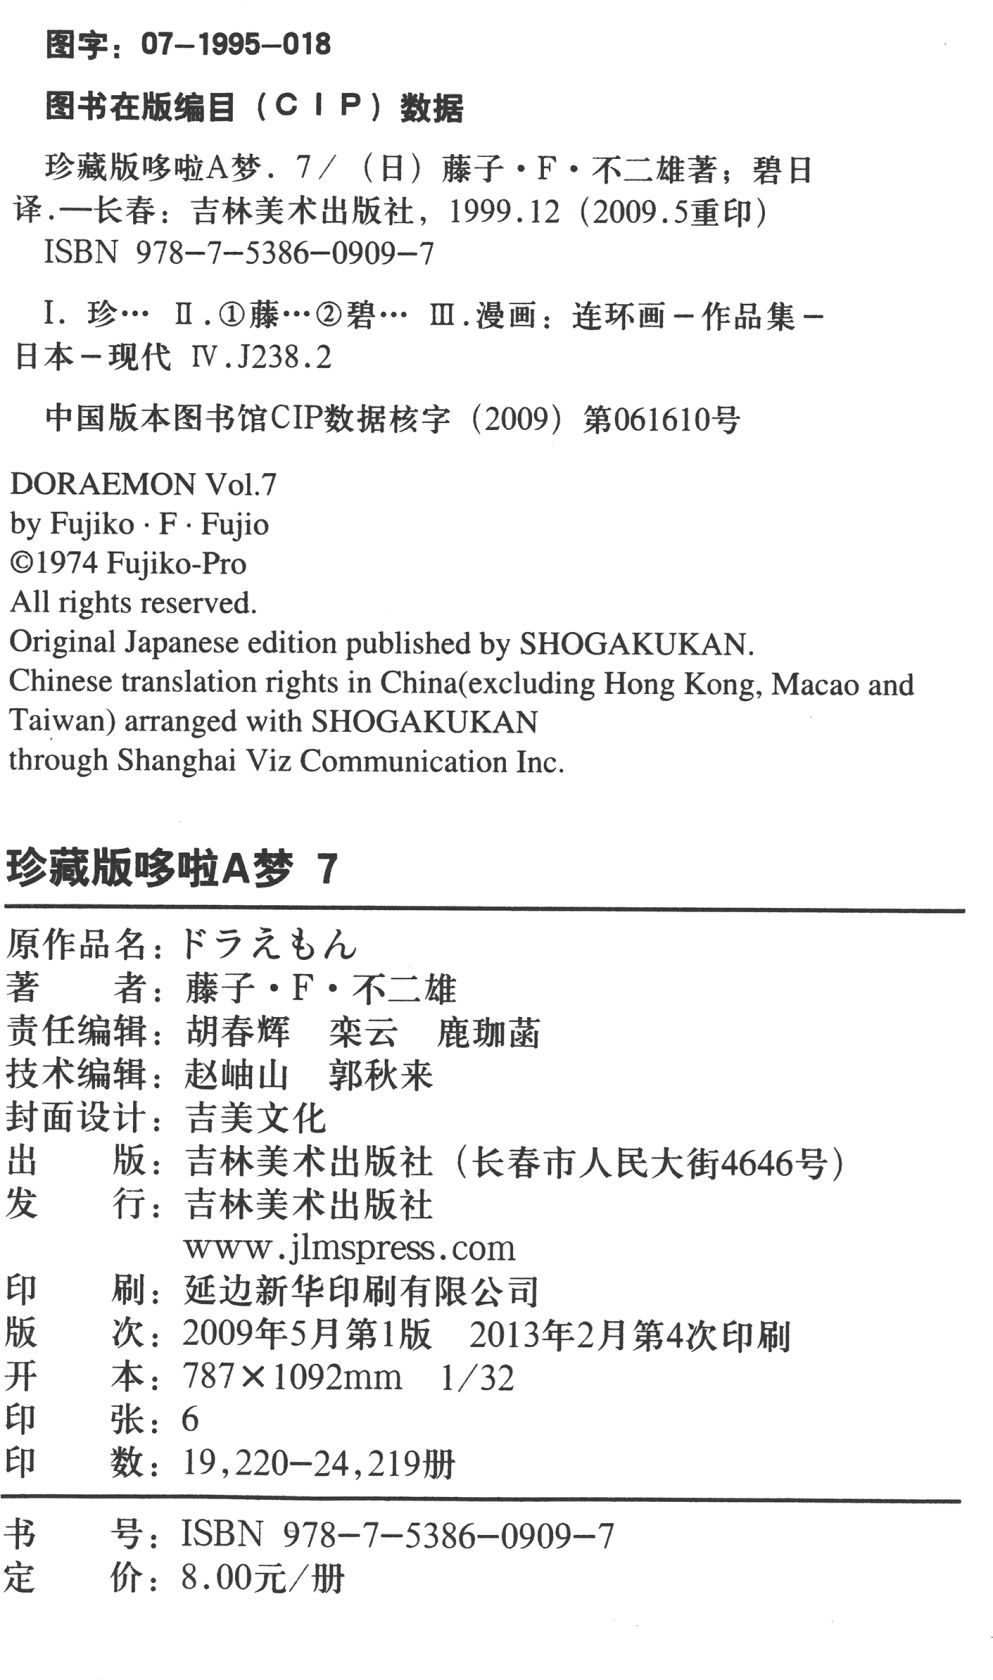 图字：07-1995-018
图书在版编目（CIP）数据
珍藏版哆啦A梦．7/（日）藤子·F·不二雄著；碧日
译．—长春：吉林美术出版社，1999.12（2009.5重印）
ISBN 978-7-5386-0909-7
Ⅰ．珍… Ⅱ．①藤…②碧… Ⅲ．漫画：连环画－作品集－
日本－现代 Ⅳ．J238.2
中国版本图书馆CIP数据核字（2009）第061610号
DORAEMON Vol.7
by Fujiko · F · Fujio
©1974 Fujiko-Pro
All rights reserved.
Original Japanese edition published by SHOGAKUKAN.
Chinese translation rights in China(excluding Hong Kong, Macao and
Taiwan) arranged with SHOGAKUKAN
through Shanghai Viz Communication Inc.
珍藏版哆啦A梦 7
原作品名：ドラえもん
著　　者：藤子·F·不二雄
责任编辑：胡春辉　栾云　鹿珈菡
技术编辑：赵岫山　郭秋来
封面设计：吉美文化
出　　版：吉林美术出版社（长春市人民大街4646号）
发　　行：吉林美术出版社
www.jlmspress.com
印　　刷：延边新华印刷有限公司
版　　次：2009年5月第1版　2013年2月第4次印刷
开　　本：787×1092mm　1/32
印　　张：6
印　　数：19,220-24,219册
书　　号：ISBN 978-7-5386-0909-7
定　　价：8.00元/册